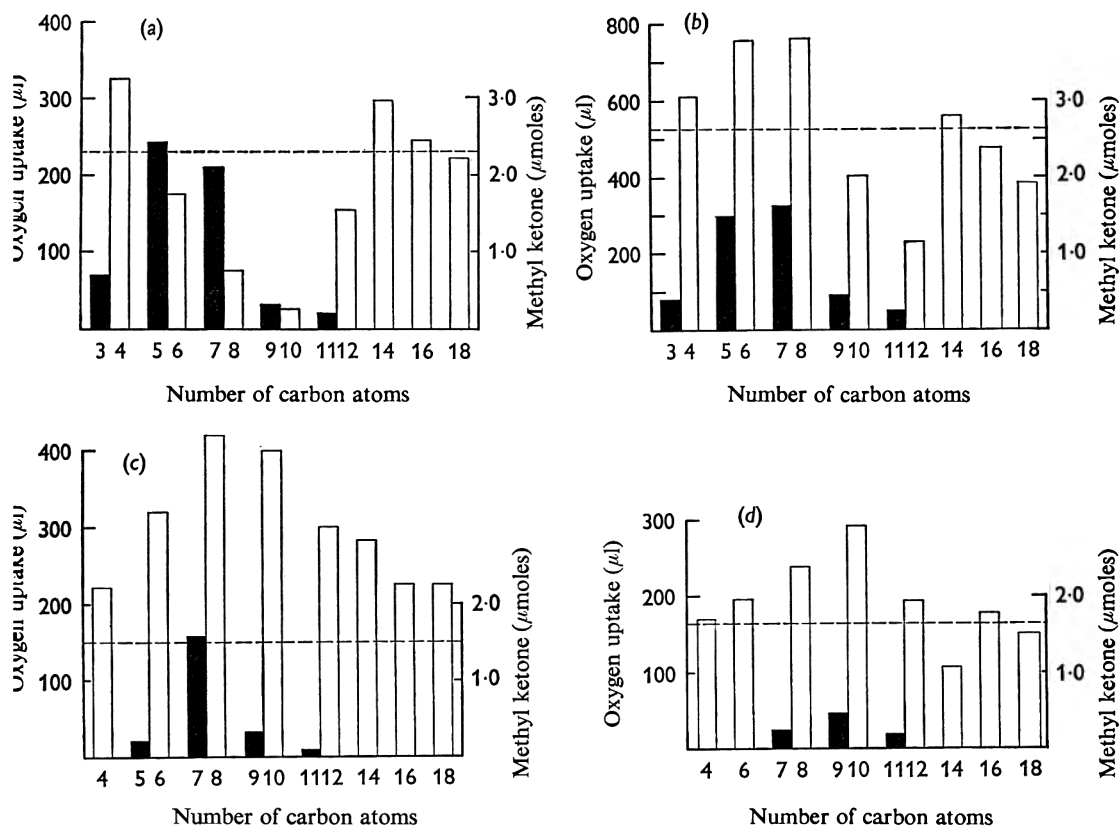 (a)
400
300
200
100
Oxygen uptake (µl)
3·0
2·0
1·0
Methyl ketone (µmoles)
3 4 5 6 7 8 9 10 11 12 14 16 18
Number of carbon atoms
(b)
800
600
400
200
Oxygen uptake (µl)
3·0
2·0
1·0
Methyl ketone (µmoles)
3 4 5 6 7 8 9 10 11 12 14 16 18
Number of carbon atoms
(c)
400
300
200
100
Oxygen uptake (µl)
2·0
1·0
Methyl ketone (µmoles)
4 5 6 7 8 9 10 11 12 14 16 18
Number of carbon atoms
(d)
300
200
100
Oxygen uptake (µl)
2·0
1·0
Methyl ketone (µmoles)
4 6 7 8 9 10 11 12 14 16 18
Number of carbon atoms